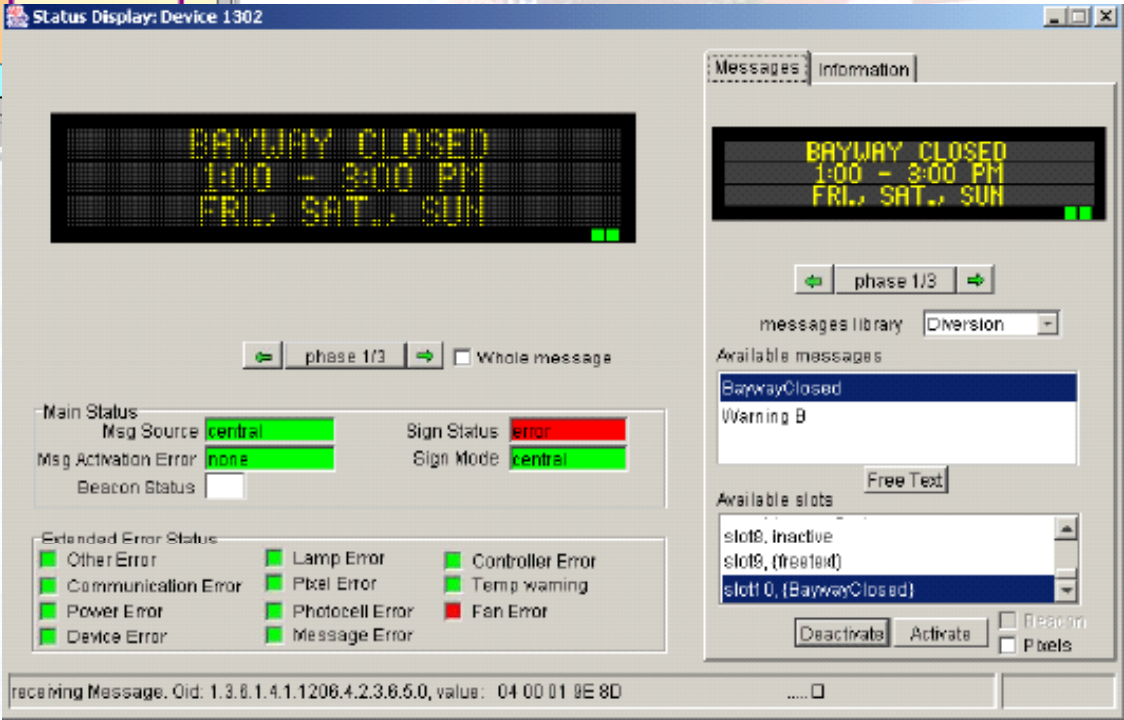 Status Display: Device 1302
Messages
Information
BAYWAY CLOSED
1:00 - 3:00 PM
FRI., SAT., SUN
BAYWAY CLOSED
1:00 - 3:00 PM
FRI., SAT., SUN
phase 1/3
Whole message
phase 1/3
messages library Diversion
Available messages
BaywayClosed
Warning B
Free Text
Main Status
Msg Source central
Sign Status error
Msg Activation Error none
Sign Mode central
Beacon Status
Available slots
slot8, inactive
slot9, (freetext)
slot10, (BaywayClosed)
Deactivate
Activate
Beacon
Pixels
Extended Error Status
Other Error
Lamp Error
Controller Error
Communication Error
Pixel Error
Temp warning
Power Error
Photocell Error
Fan Error
Device Error
Message Error
receiving Message. Oid: 1.3.6.1.4.1.1206.4.2.3.6.5.0, value: 04 00 01 9E 8D
.....